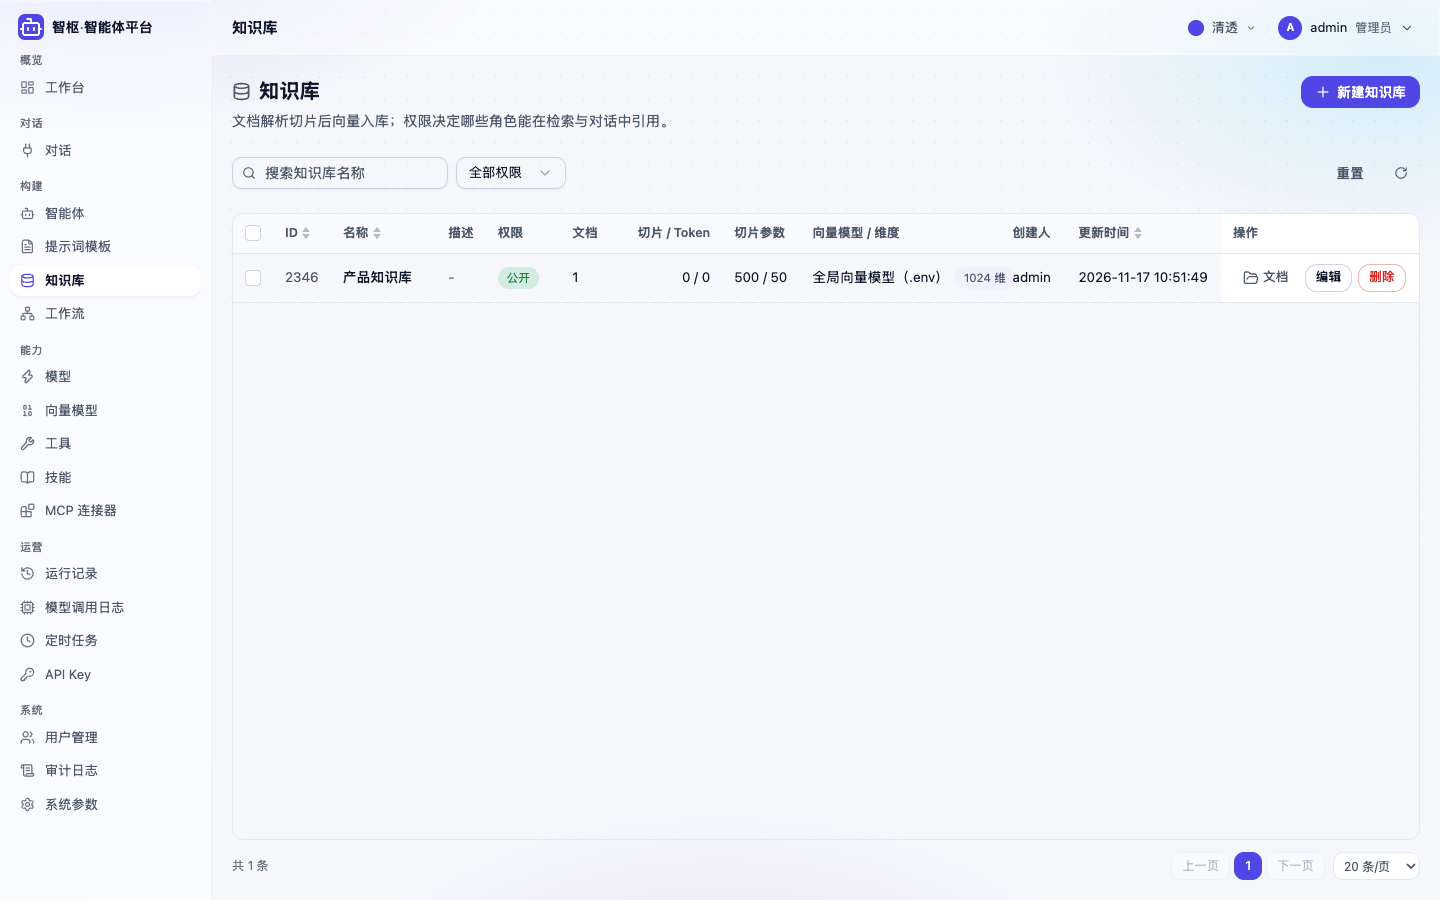 智枢·智能体平台
概览
工作台
对话
对话
构建
智能体
提示词模板
知识库
工作流
能力
模型
向量模型
工具
技能
MCP 连接器
运营
运行记录
模型调用日志
定时任务
API Key
系统
用户管理
审计日志
系统参数
知识库
清透
A admin 管理员
知识库
新建知识库
文档解析切片后向量入库；权限决定哪些角色能在检索与对话中引用。
搜索知识库名称 全部权限 重置
ID 名称 描述 权限 文档 切片 / Token 切片参数 向量模型 / 维度 创建人 更新时间 操作
2346 产品知识库 - 公开 1 0 / 0 500 / 50 全局向量模型（.env） 1024 维 admin 2026-11-17 10:51:49 文档 编辑 删除
共 1 条
上一页 1 下一页 20 条/页